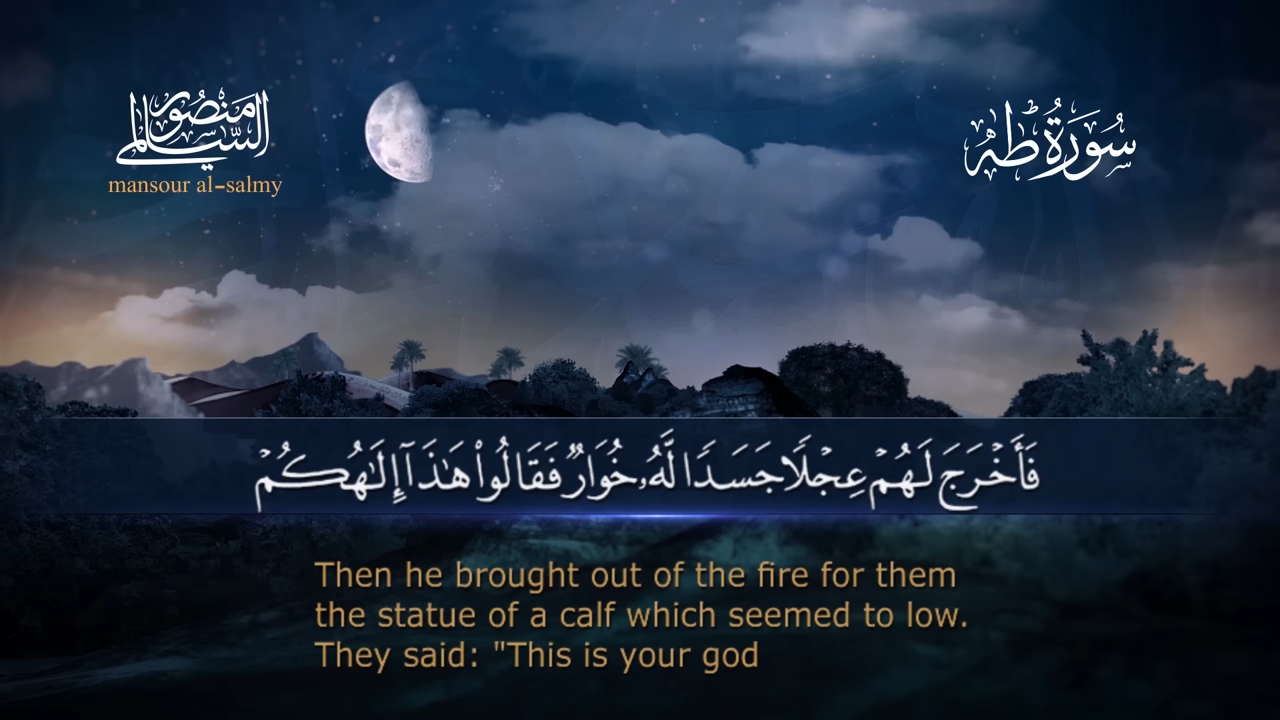 منصور السالمي
mansour al-salmy
سُورَةُ طٰهٰ
فَأَخْرَجَ لَهُمْ عِجْلًا جَسَدًا لَّهُۥ خُوَارٌ فَقَالُوا۟ هَٰذَآ إِلَٰهُكُمْ
Then he brought out of the fire for them
the statue of a calf which seemed to low.
They said: "This is your god